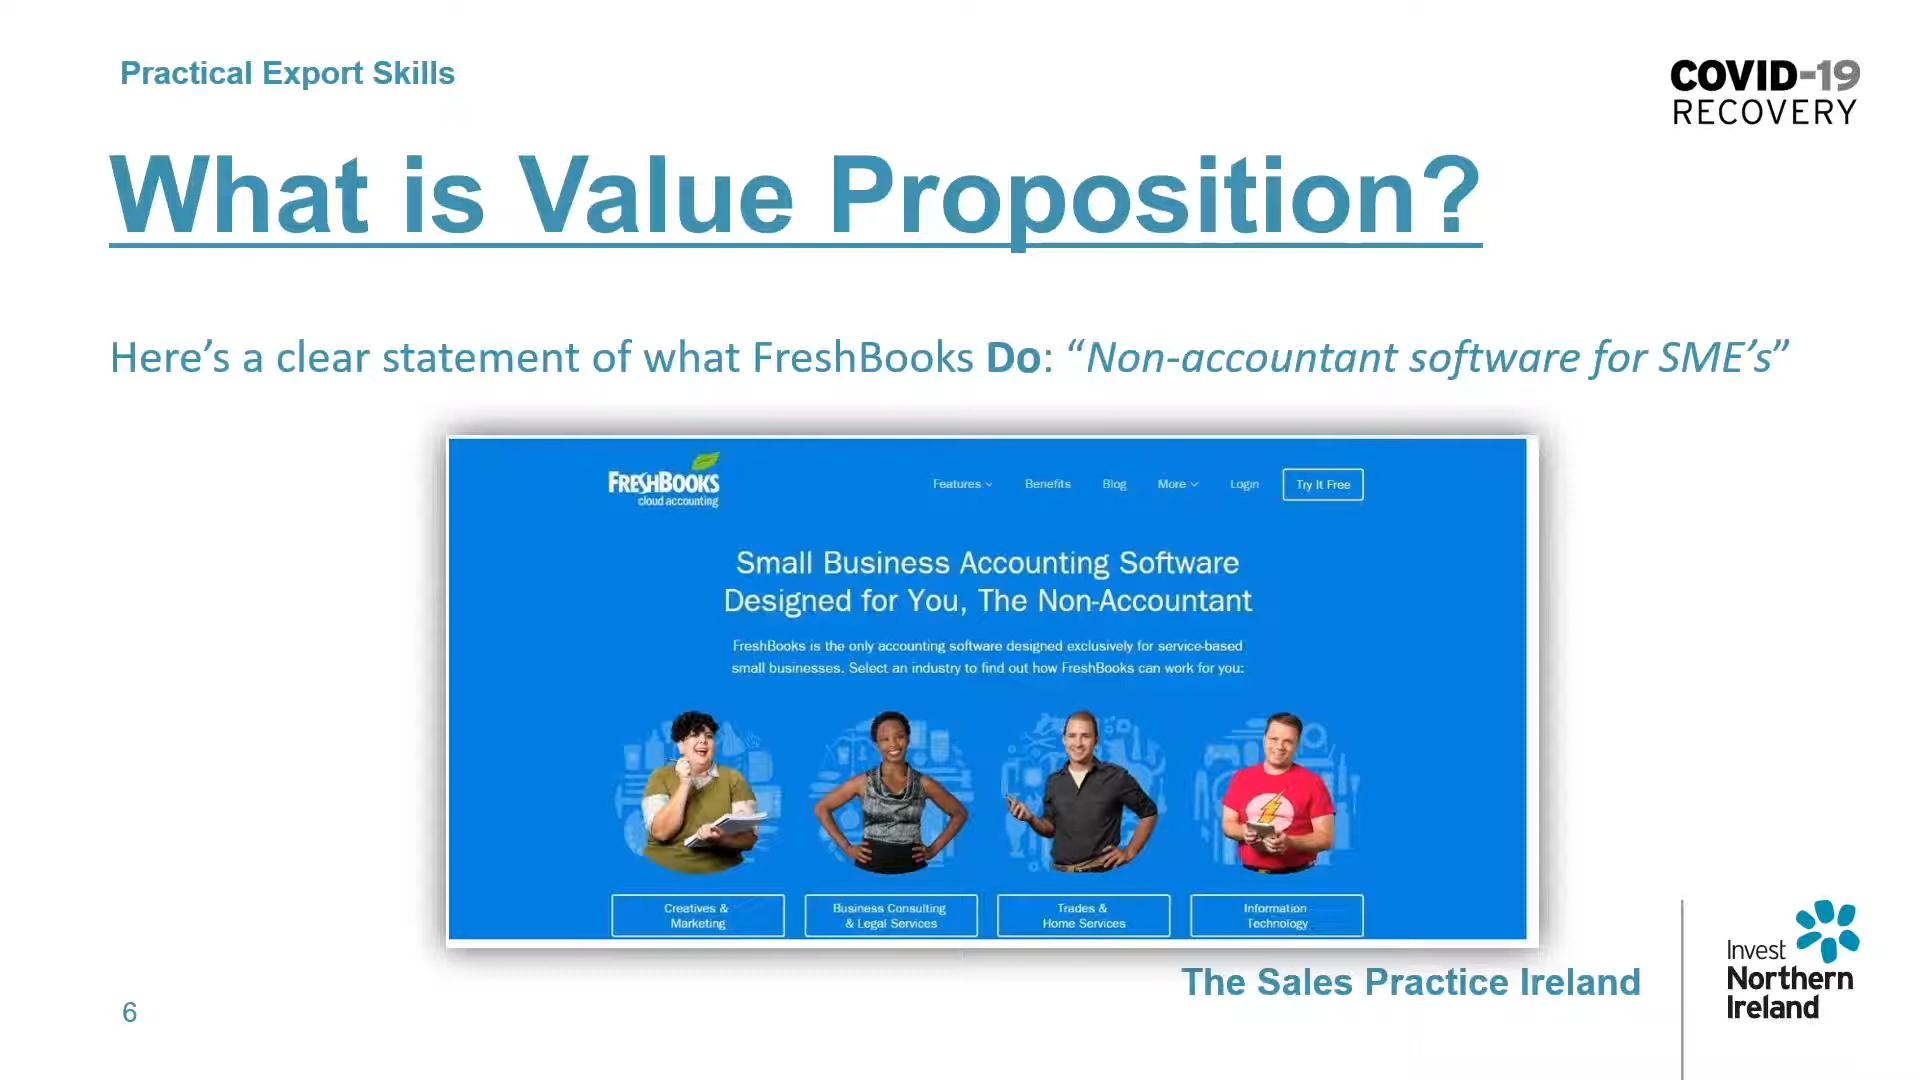 Practical Export Skills
COVID-19
RECOVERY
What is Value Proposition?
Here’s a clear statement of what FreshBooks Do: “Non-accountant software for SME’s”
FRESHBOOKS
cloud accounting
Features
Benefits
Blog
More
Login
Try It Free
Small Business Accounting Software
Designed for You, The Non-Accountant
FreshBooks is the only accounting software designed exclusively for service-based
small businesses. Select an industry to find out how FreshBooks can work for you:
Creatives &
Marketing
Business Consulting
& Legal Services
Trades &
Home Services
Information
Technology
The Sales Practice Ireland
Invest
Northern
Ireland
6